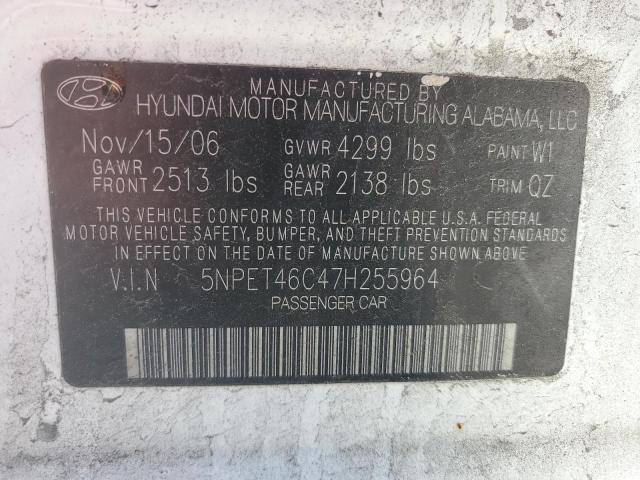 MANUFACTURED BY
HYUNDAI MOTOR MANUFACTURING ALABAMA, LLC
Nov/15/06 GVWR 4299 lbs PAINT W1
GAWR FRONT 2513 lbs GAWR REAR 2138 lbs TRIM QZ
THIS VEHICLE CONFORMS TO ALL APPLICABLE U.S.A. FEDERAL
MOTOR VEHICLE SAFETY, BUMPER, AND THEFT PREVENTION STANDARDS
IN EFFECT ON THE DATE OF MANUFACTURE SHOWN ABOVE.
V.I.N 5NPET46C47H255964
PASSENGER CAR